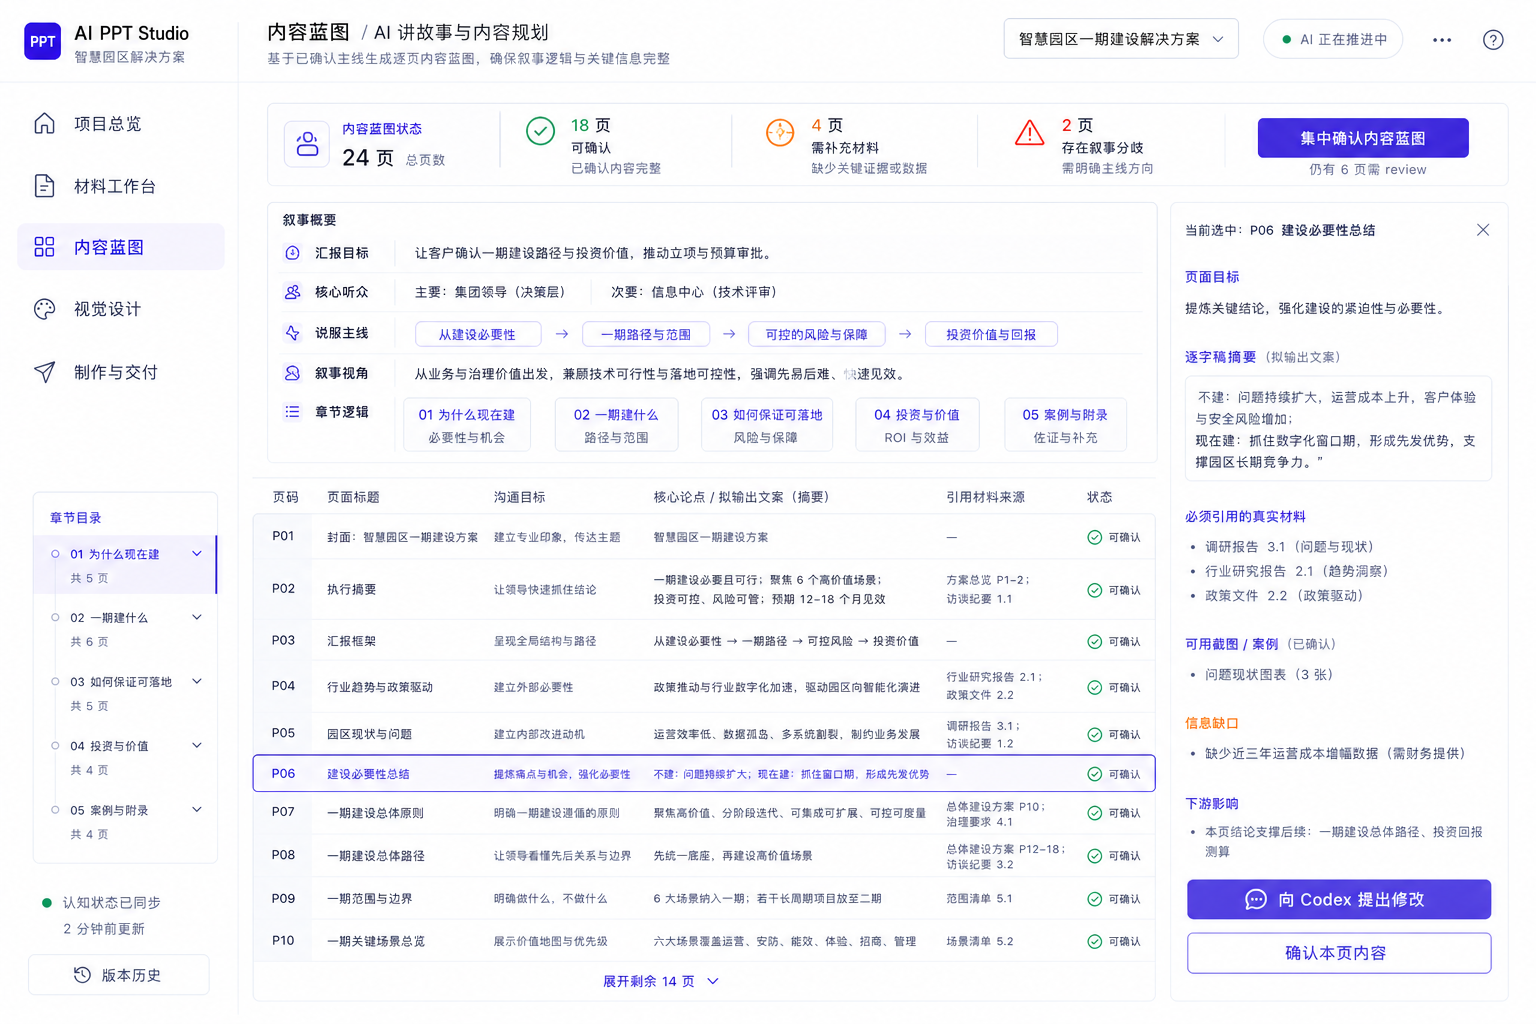 PPT
AI PPT Studio
智慧园区解决方案
内容蓝图 / AI 讲故事与内容规划
基于已确认主线生成逐页内容蓝图，确保叙事逻辑与关键信息完整
智慧园区一期建设解决方案
AI 正在推进中
项目总览
材料工作台
内容蓝图
视觉设计
制作与交付
章节目录
01 为什么现在建
共 5 页
02 一期建什么
共 6 页
03 如何保证可落地
共 5 页
04 投资与价值
共 4 页
05 案例与附录
共 4 页
认知状态已同步
2 分钟前更新
版本历史
内容蓝图状态
24 页 总页数
18 页
可确认
已确认内容完整
4 页
需补充材料
缺少关键证据或数据
2 页
存在叙事分歧
需明确主线方向
集中确认内容蓝图
仍有 6 页需 review
叙事概要
汇报目标 让客户确认一期建设路径与投资价值，推动立项与预算审批。
核心听众 主要：集团领导（决策层） 次要：信息中心（技术评审）
说服主线 从建设必要性 → 一期路径与范围 → 可控的风险与保障 → 投资价值与回报
叙事视角 从业务与治理价值出发，兼顾技术可行性与落地可控性，强调先易后难、快速见效。
章节逻辑
01 为什么现在建
必要性与机会
02 一期建什么
路径与范围
03 如何保证可落地
风险与保障
04 投资与价值
ROI 与效益
05 案例与附录
佐证与补充
页码 页面标题 沟通目标 核心论点 / 拟输出文案（摘要） 引用材料来源 状态
P01 封面：智慧园区一期建设方案 建立专业印象，传达主题 智慧园区一期建设方案 — 可确认
P02 执行摘要 让领导快速抓住结论 一期建设必要且可行；聚焦 6 个高价值场景；
投资可控、风险可管；预期 12–18 个月见效
方案总览 P1–2；
访谈纪要 1.1
可确认
P03 汇报框架 呈现全局结构与路径 从建设必要性 → 一期路径 → 可控风险 → 投资价值 — 可确认
P04 行业趋势与政策驱动 建立外部必要性 政策推动与行业数字化加速，驱动园区向智能化演进
行业研究报告 2.1；
政策文件 2.2
可确认
P05 园区现状与问题 建立内部改进动机 运营效率低、数据孤岛、多系统割裂，制约业务发展
调研报告 3.1；
访谈纪要 1.2
可确认
P06 建设必要性总结 提炼痛点与机会，强化必要性 不建：问题持续扩大；现在建：抓住窗口期，形成先发优势 — 可确认
P07 一期建设总体原则 明确一期建设遵循的原则 聚焦高价值、分阶段迭代、可集成可扩展、可控可度量
总体建设方案 P10；
治理要求 4.1
可确认
P08 一期建设总体路径 让领导看懂先后关系与边界 先统一底座，再建设高价值场景
总体建设方案 P12–18；
访谈纪要 3.2
可确认
P09 一期范围与边界 明确做什么，不做什么 6 大场景纳入一期；若干长周期项目放至二期 范围清单 5.1 可确认
P10 一期关键场景总览 展示价值地图与优先级 六大场景覆盖运营、安防、能效、体验、招商、管理 场景清单 5.2 可确认
展开剩余 14 页
当前选中：P06 建设必要性总结
页面目标
提炼关键结论，强化建设的紧迫性与必要性。
逐字稿摘要（拟输出文案）
不建：问题持续扩大，运营成本上升，客户体验
与安全风险增加；
现在建：抓住数字化窗口期，形成先发优势，支
撑园区长期竞争力。”
必须引用的真实材料
• 调研报告 3.1（问题与现状）
• 行业研究报告 2.1（趋势洞察）
• 政策文件 2.2（政策驱动）
可用截图 / 案例（已确认）
• 问题现状图表（3 张）
信息缺口
• 缺少近三年运营成本增幅数据（需财务提供）
下游影响
• 本页结论支撑后续：一期建设总体路径、投资回报
测算
向 Codex 提出修改
确认本页内容